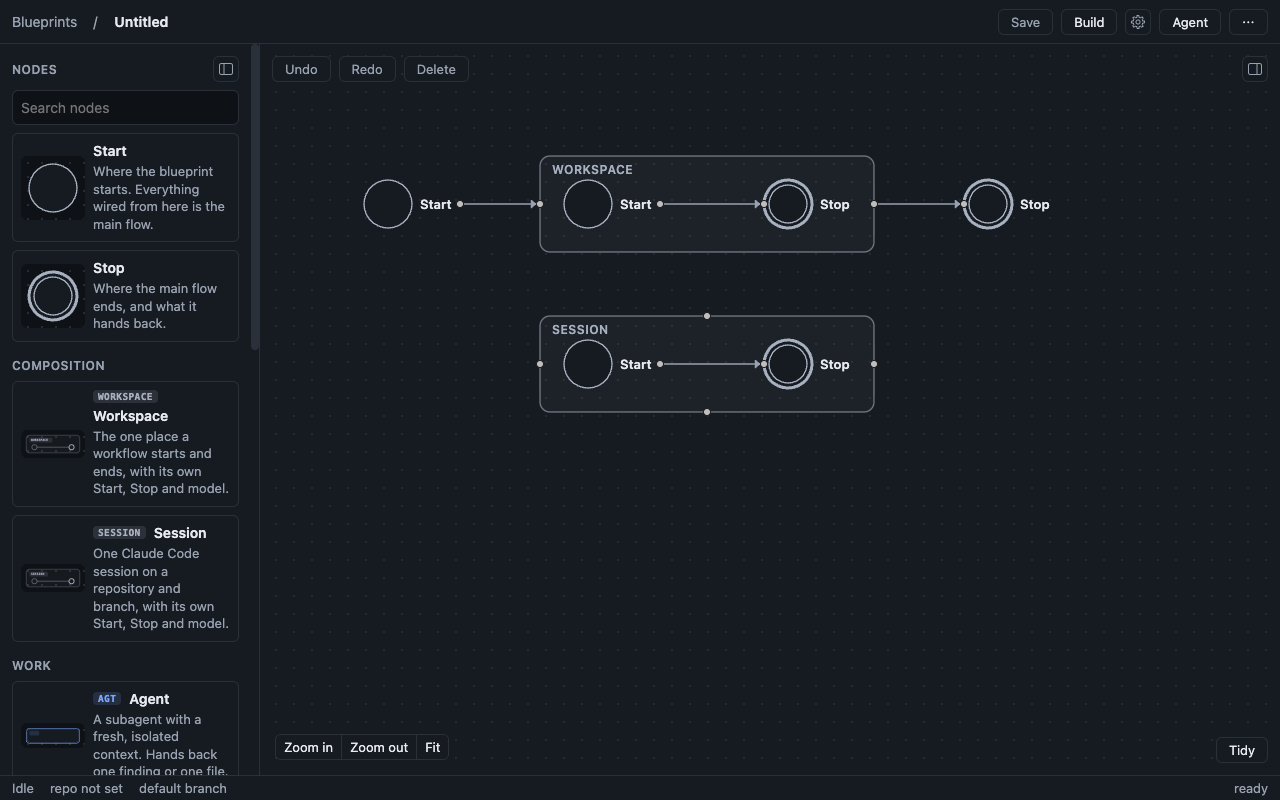 Blueprints / Untitled
Save
Build
Agent
...
NODES
Search nodes
Start
Where the blueprint
starts. Everything
wired from here is the
main flow.
Stop
Where the main flow
ends, and what it
hands back.
COMPOSITION
WORKSPACE
Workspace
The one place a
workflow starts and
ends, with its own
Start, Stop and model.
SESSION Session
One Claude Code
session on a
repository and
branch, with its own
Start, Stop and model.
WORK
AGT Agent
A subagent with a
fresh, isolated
context. Hands back
one finding or one file.
Undo
Redo
Delete
Start
WORKSPACE
Start
Stop
Stop
SESSION
Start
Stop
Zoom in
Zoom out
Fit
Tidy
Idle
repo not set
default branch
ready